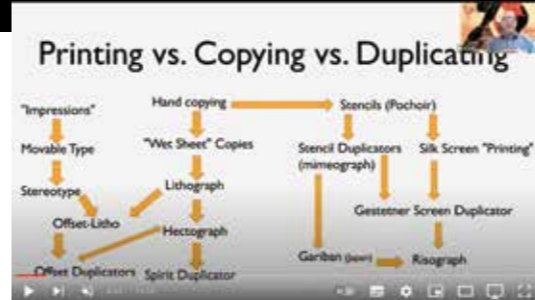 Printing vs. Copying vs. Duplicating
"Impressions"
Hand copying
Stencils (Pochoir)
Movable Type
"Wet Sheet" Copies
Stencil Duplicators
(mimeograph)
Silk Screen "Printing"
Stereotype
Lithograph
Offset-Litho
Hectograph
Gestetner Screen Duplicator
Gariban
Risograph
Offset Duplicators
Spirit Duplicator